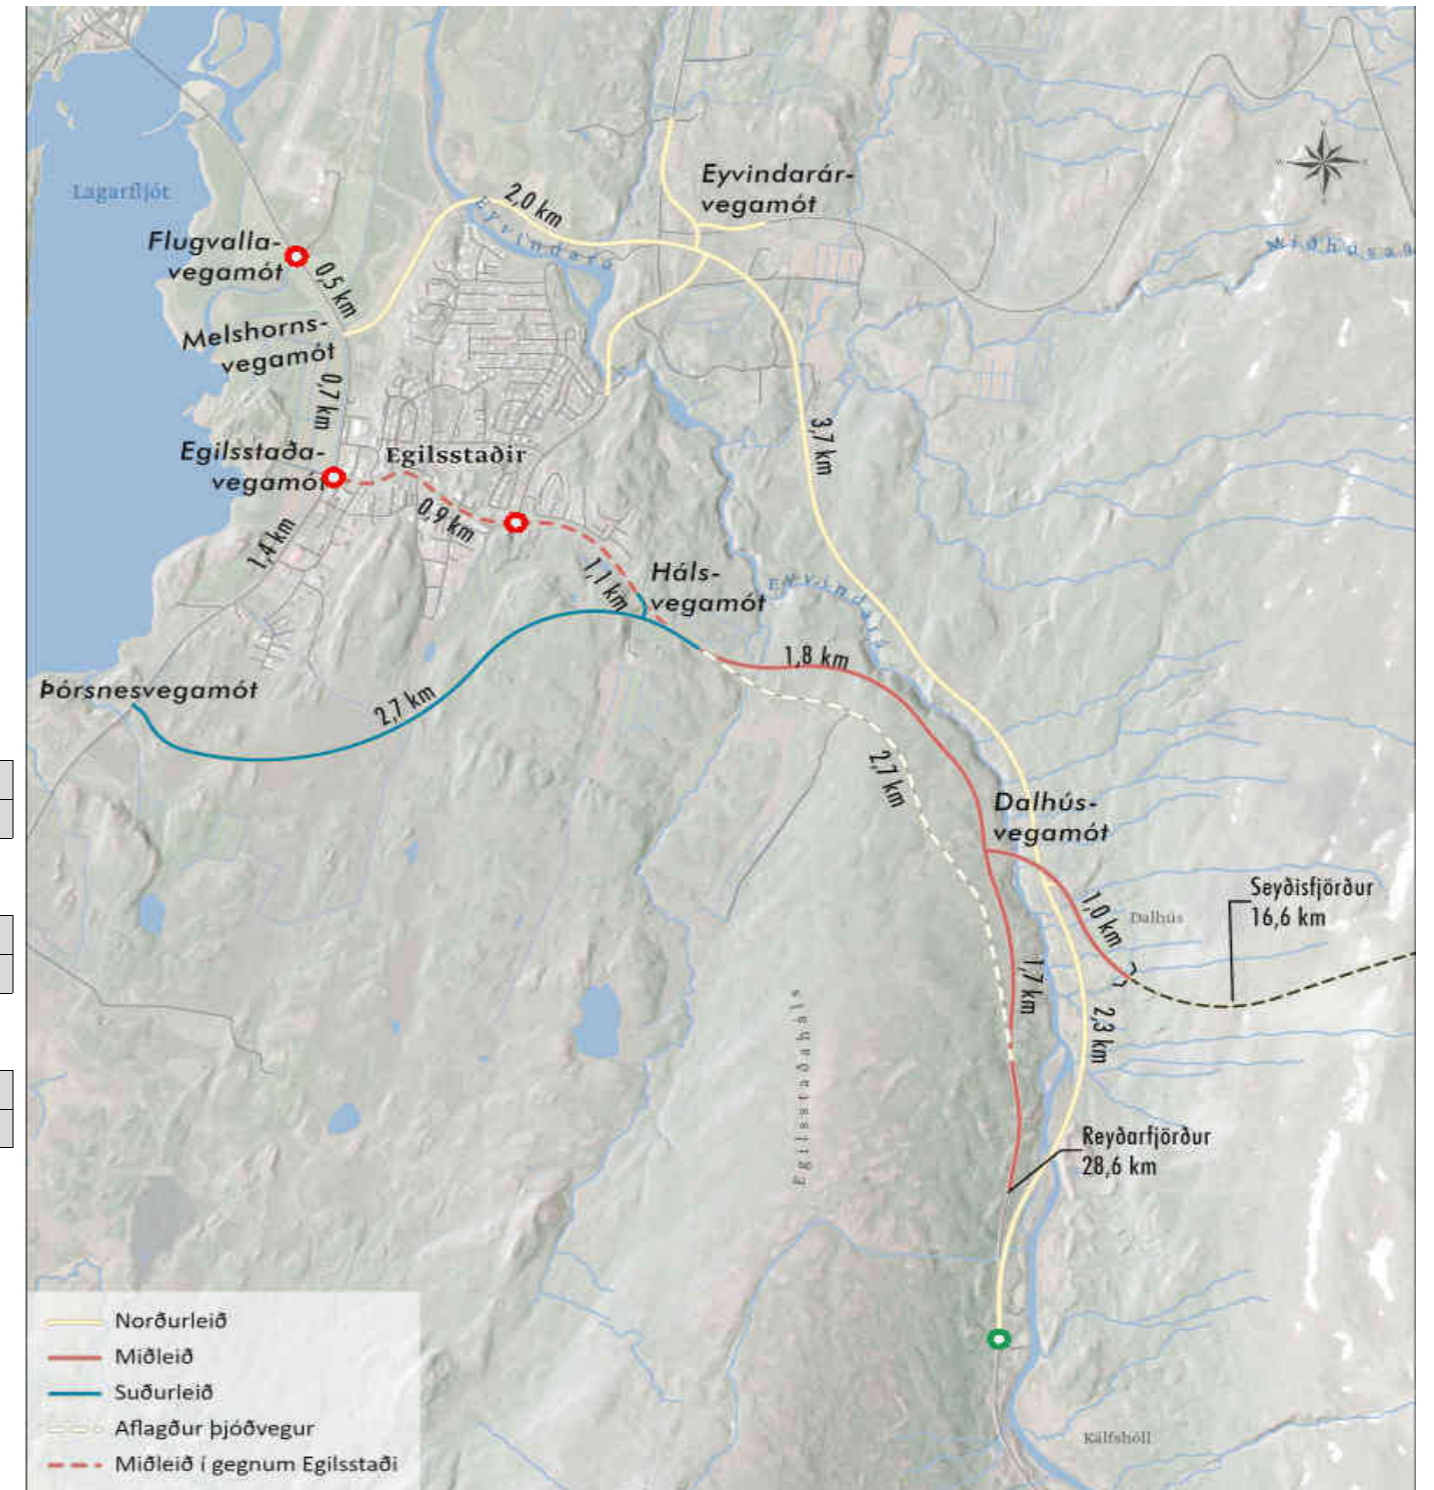 Lagarfljót
Eyvindarár-
vegamót
2,0 km
Eyvindará
Miðhúsaá
Flugvalla-
vegamót
0,5 km
Melshorns-
vegamót
0,7 km
3,7 km
Egilsstaða-
vegamót
Egilsstaðir
0,9 km
1,4 km
1,1 km
Háls-
vegamót
Eyvindará
1,8 km
Þórsnesvegamót
2,7 km
2,7 km
Dalhús-
vegamót
1,0 km
Dalhús
Seyðisfjörður
16,6 km
1,7 km
2,3 km
Egilsstaðaháls
Reyðarfjörður
28,6 km
Norðurleið
Miðleið
Suðurleið
Aflagður þjóðvegur
Miðleið í gegnum Egilsstaði
Kálfshóll